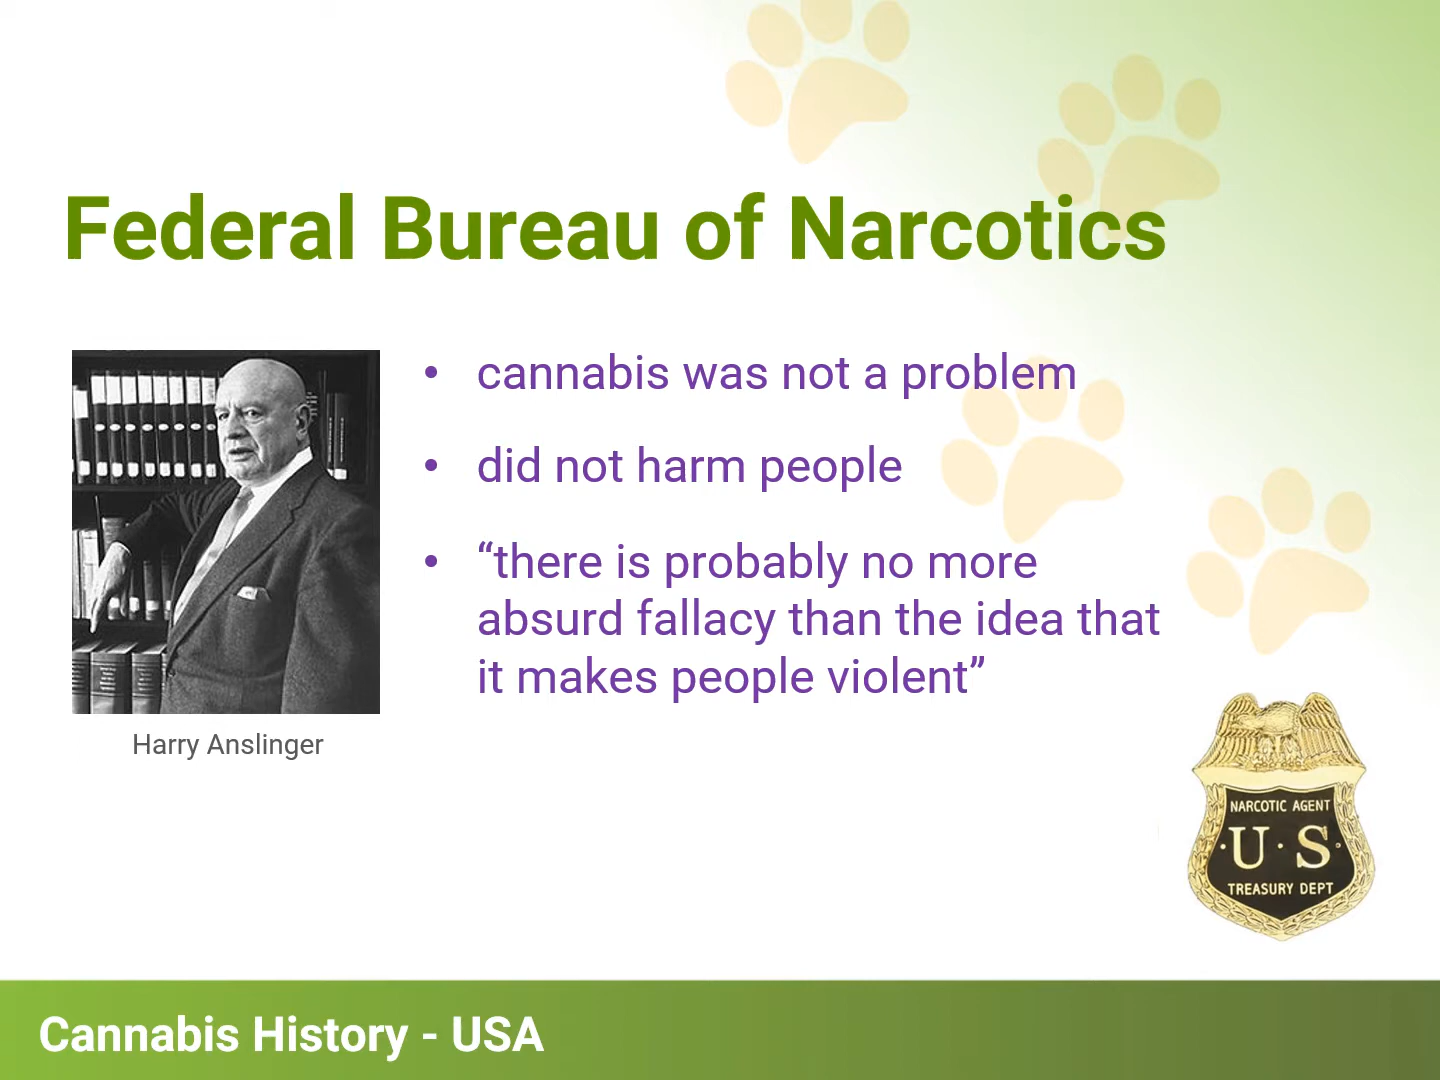 Federal Bureau of Narcotics
• cannabis was not a problem
• did not harm people
• “there is probably no more
absurd fallacy than the idea that
it makes people violent”
Harry Anslinger
NARCOTIC AGENT
U·S
TREASURY DEPT
Cannabis History - USA